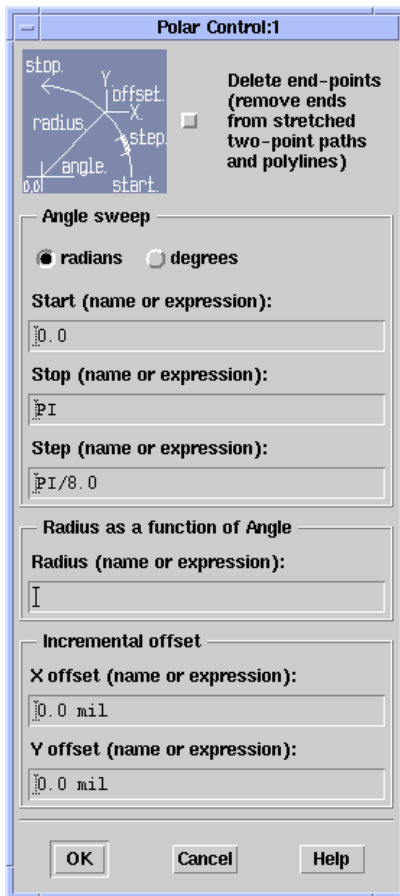 Polar Control:1
stop.
Y
offset.
X.
radius.
step.
angle.
0,0
start.
Delete end-points
(remove ends
from stretched
two-point paths
and polylines)
Angle sweep
radians degrees
Start (name or expression):
0.0
Stop (name or expression):
PI
Step (name or expression):
PI/8.0
Radius as a function of Angle
Radius (name or expression):
Incremental offset
X offset (name or expression):
0.0 mil
Y offset (name or expression):
0.0 mil
OK Cancel Help